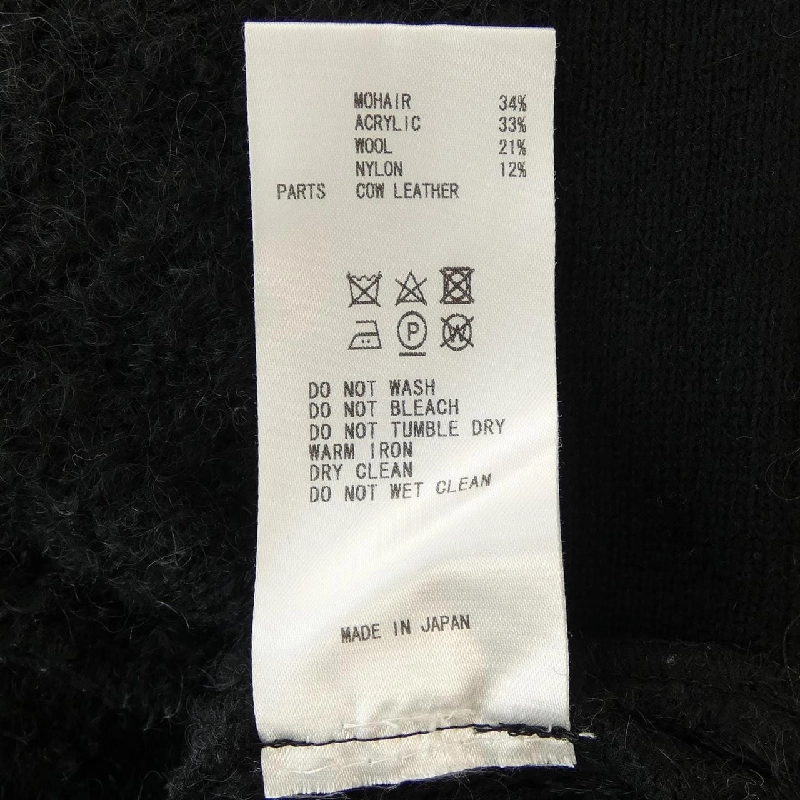 MOHAIR 34%
ACRYLIC 33%
WOOL 21%
NYLON 12%
PARTS COW LEATHER
P W
DO NOT WASH
DO NOT BLEACH
DO NOT TUMBLE DRY
WARM IRON
DRY CLEAN
DO NOT WET CLEAN
MADE IN JAPAN